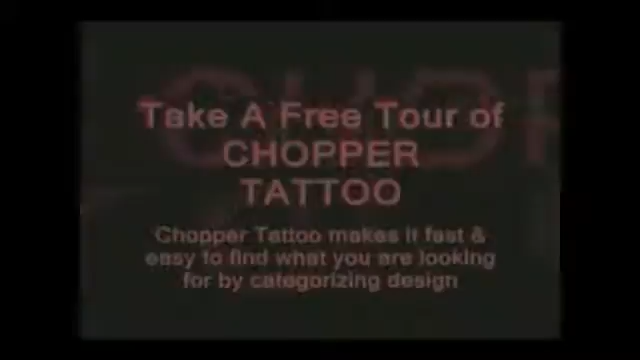 CHOP
Take A Free Tour of
CHOPPER
TATTOO
Chopper Tattoo makes it fast &
easy to find what you are looking
for by categorizing design